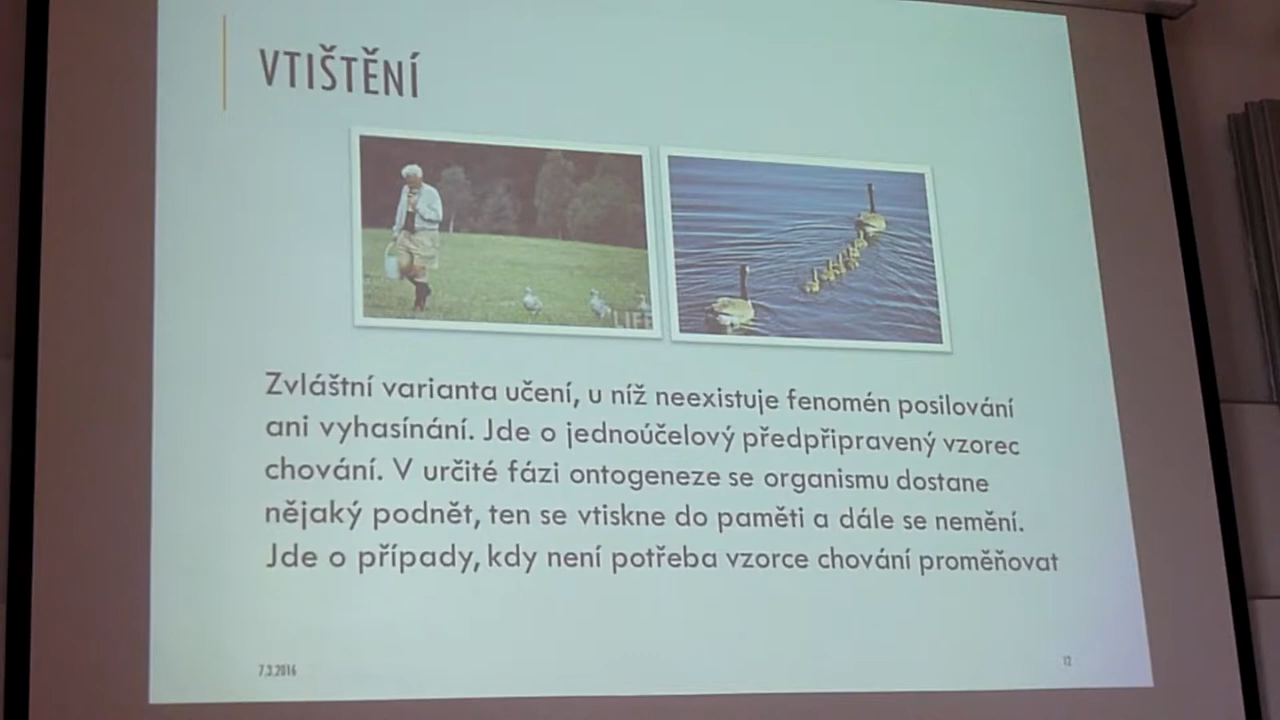 VTIŠTĚNÍ
LIFE
Zvláštní varianta učení, u níž neexistuje fenomén posilování
ani vyhasínání. Jde o jednoúčelový předpřipravený vzorec
chování. V určité fázi ontogeneze se organismu dostane
nějaký podnět, ten se vtiskne do paměti a dále se nemění.
Jde o případy, kdy není potřeba vzorce chování proměňovat
7.3.2016
12